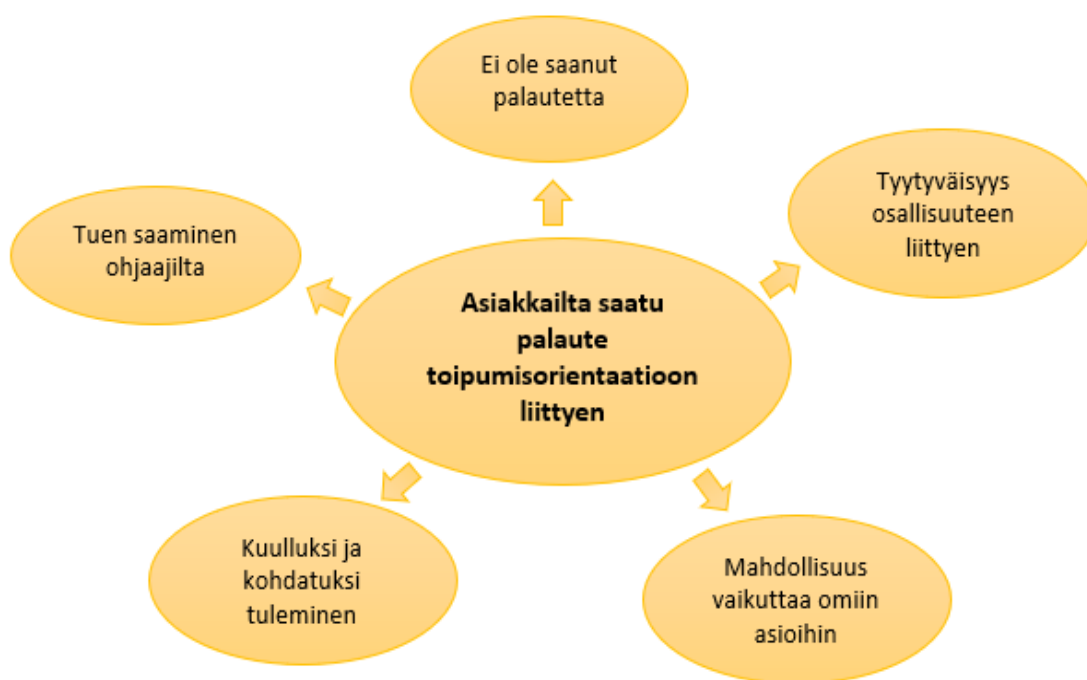 Ei ole saanut
palautetta
Tyytyväisyys
osallisuuteen
liittyen
Tuen saaminen
ohjaajilta
Asiakkailta saatu
palaute
toipumisorientaatioon
liittyen
Kuulluksi ja
kohdatuksi
tuleminen
Mahdollisuus
vaikuttaa omiin
asioihin